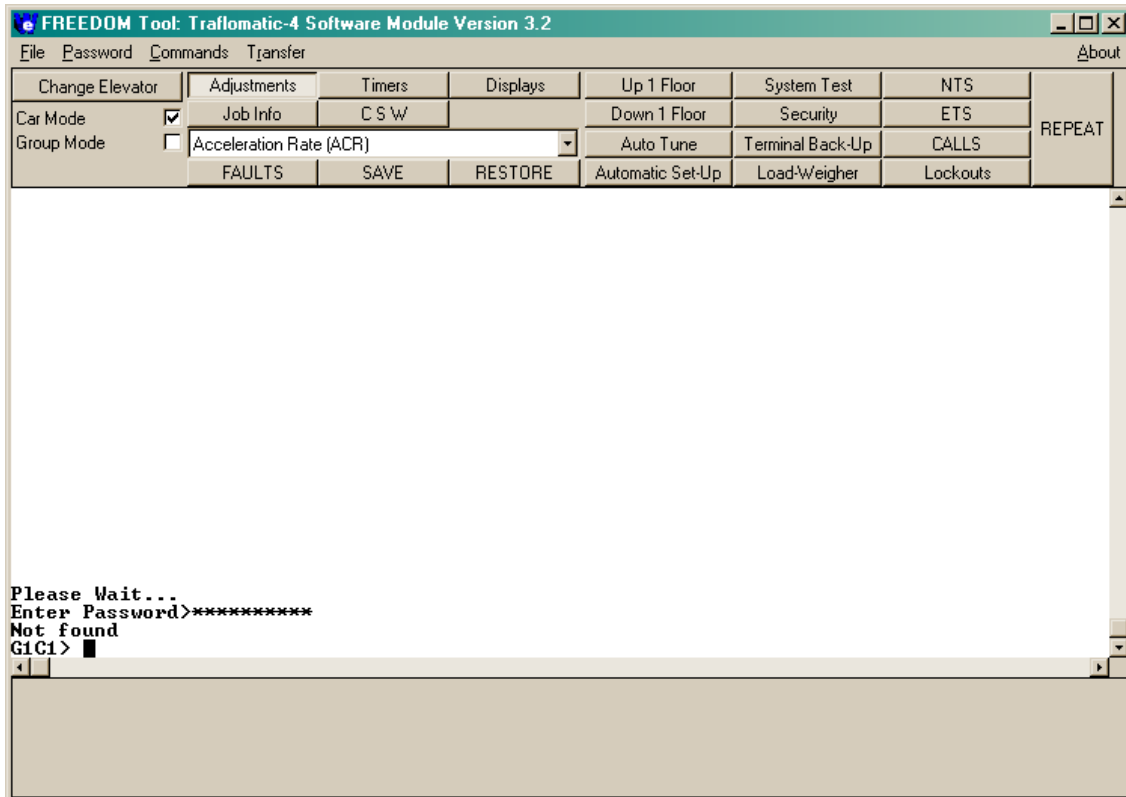 FREEDOM Tool: Traflomatic-4 Software Module Version 3.2
File Password Commands Transfer About
Change Elevator Adjustments Timers Displays Up 1 Floor System Test NTS
Car Mode Job Info C S W Down 1 Floor Security ETS
REPEAT
Group Mode Acceleration Rate (ACR) Auto Tune Terminal Back-Up CALLS
FAULTS SAVE RESTORE Automatic Set-Up Load-Weigher Lockouts
Please Wait...
Enter Password>**********
Not found
G1C1>